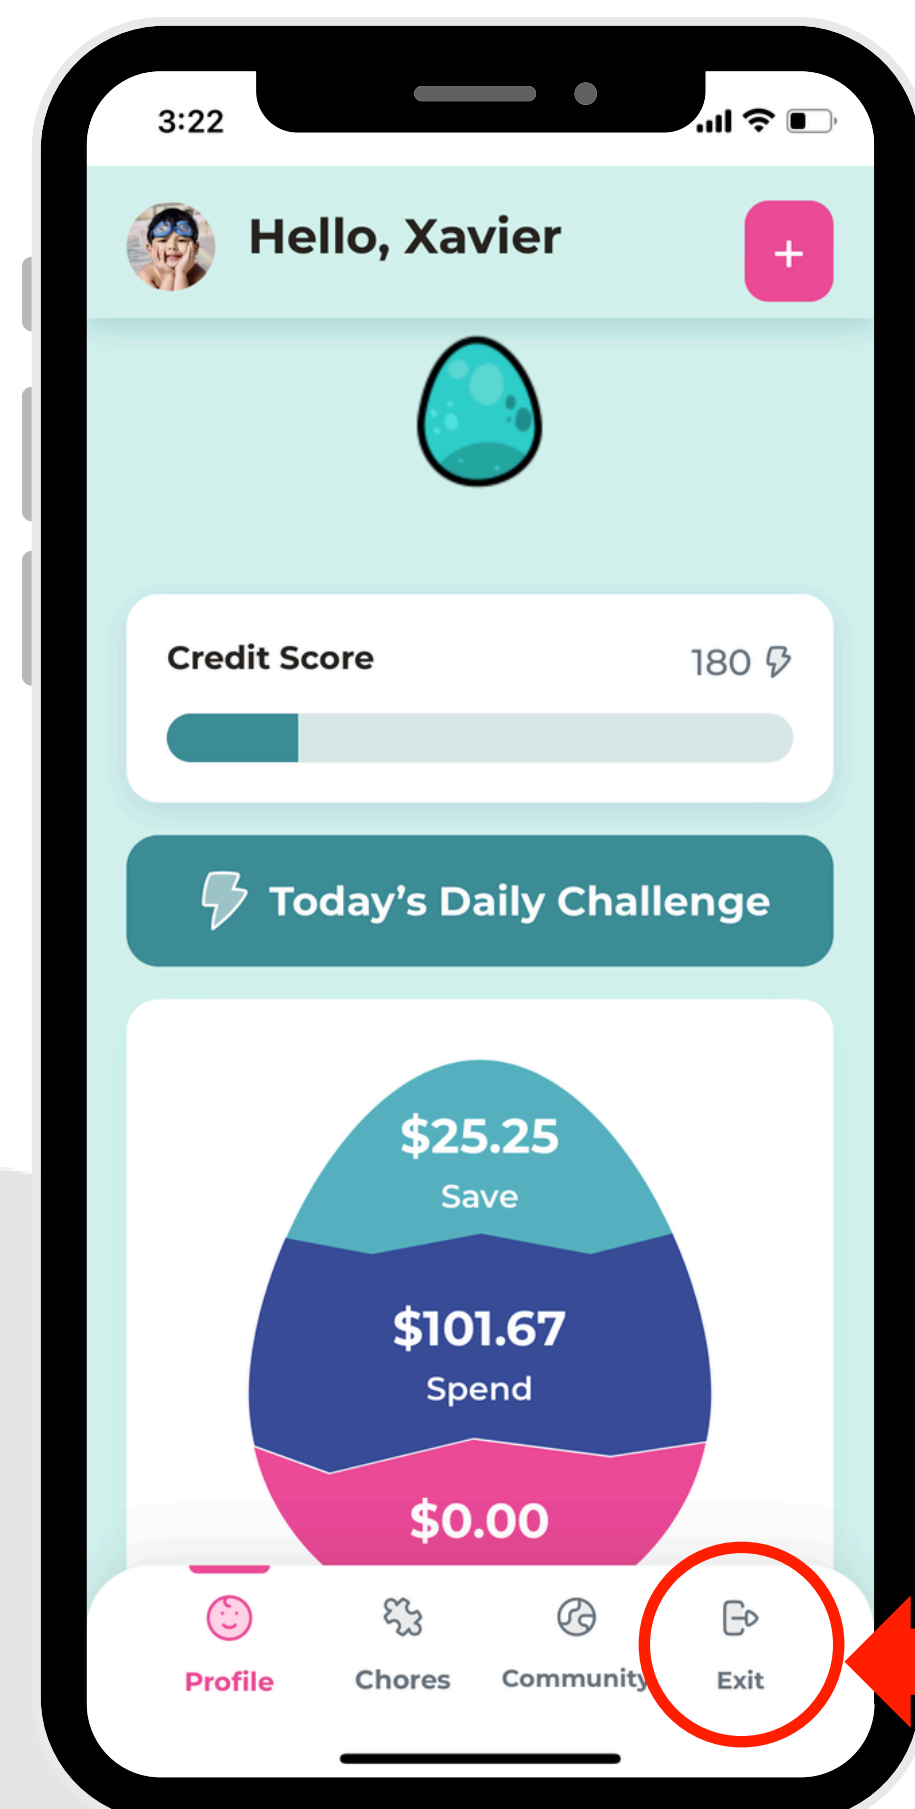 3:22
Hello, Xavier
+
Credit Score
180
Today's Daily Challenge
$25.25
Save
$101.67
Spend
$0.00
Profile
Chores
Community
Exit